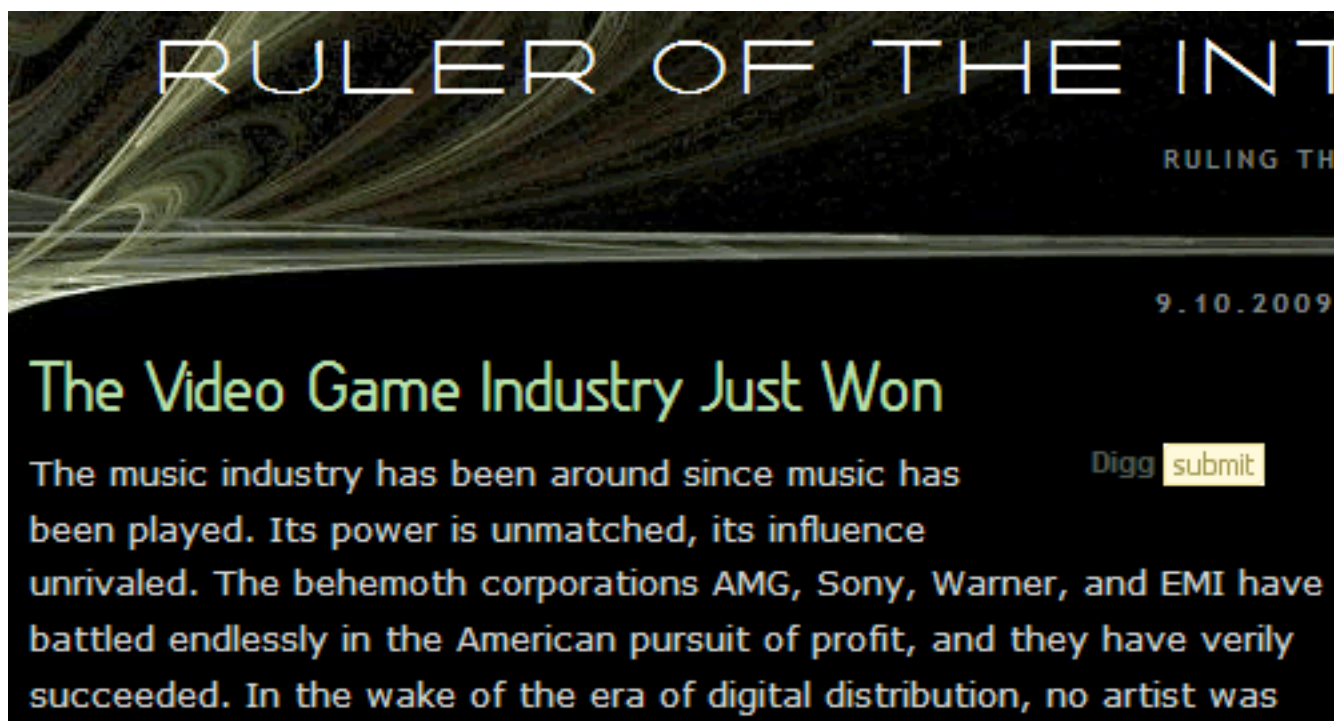 RULER OF THE INT
RULING TH
9.10.2009
The Video Game Industry Just Won
Digg submit
The music industry has been around since music has
been played. Its power is unmatched, its influence
unrivaled. The behemoth corporations AMG, Sony, Warner, and EMI have
battled endlessly in the American pursuit of profit, and they have verily
succeeded. In the wake of the era of digital distribution, no artist was